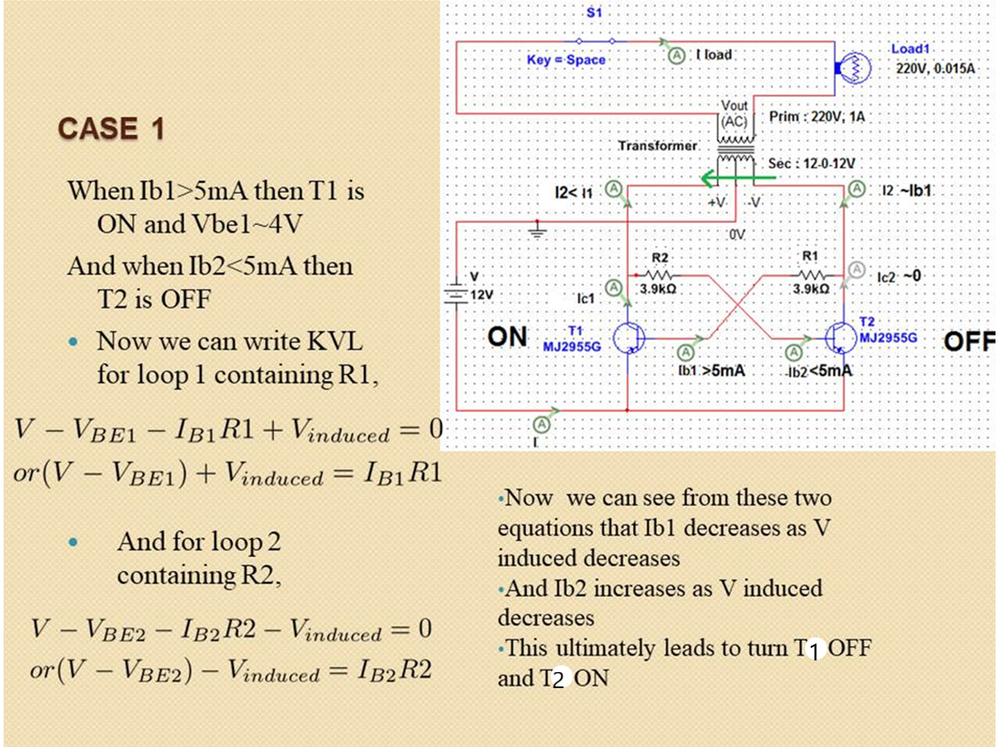 CASE 1
When Ib1>5mA then T1 is
ON and Vbe1~4V
And when Ib2<5mA then
T2 is OFF
• Now we can write KVL
for loop 1 containing R1,
V − V_{BE1} − I_{B1}R1 + V_{induced} = 0
or(V − V_{BE1}) + V_{induced} = I_{B1}R1
• And for loop 2
containing R2,
V − V_{BE2} − I_{B2}R2 − V_{induced} = 0
or(V − V_{BE2}) − V_{induced} = I_{B2}R2
S1
Key = Space
A I load
Load1
220V, 0.015A
Vout
(AC)
Prim : 220V, 1A
Transformer
Sec : 12-0-12V
I2< I1 A
A I2 ~Ib1
+V -V
0V
R2
3.9kΩ
R1
3.9kΩ
A Ic2 ~0
V
12V
Ic1 A
ON
T1
MJ2955G
T2
MJ2955G
OFF
A
Ib1 >5mA
A
Ib2<5mA
A
I
•Now we can see from these two
equations that Ib1 decreases as V
induced decreases
•And Ib2 increases as V induced
decreases
•This ultimately leads to turn T1 OFF
and T2 ON